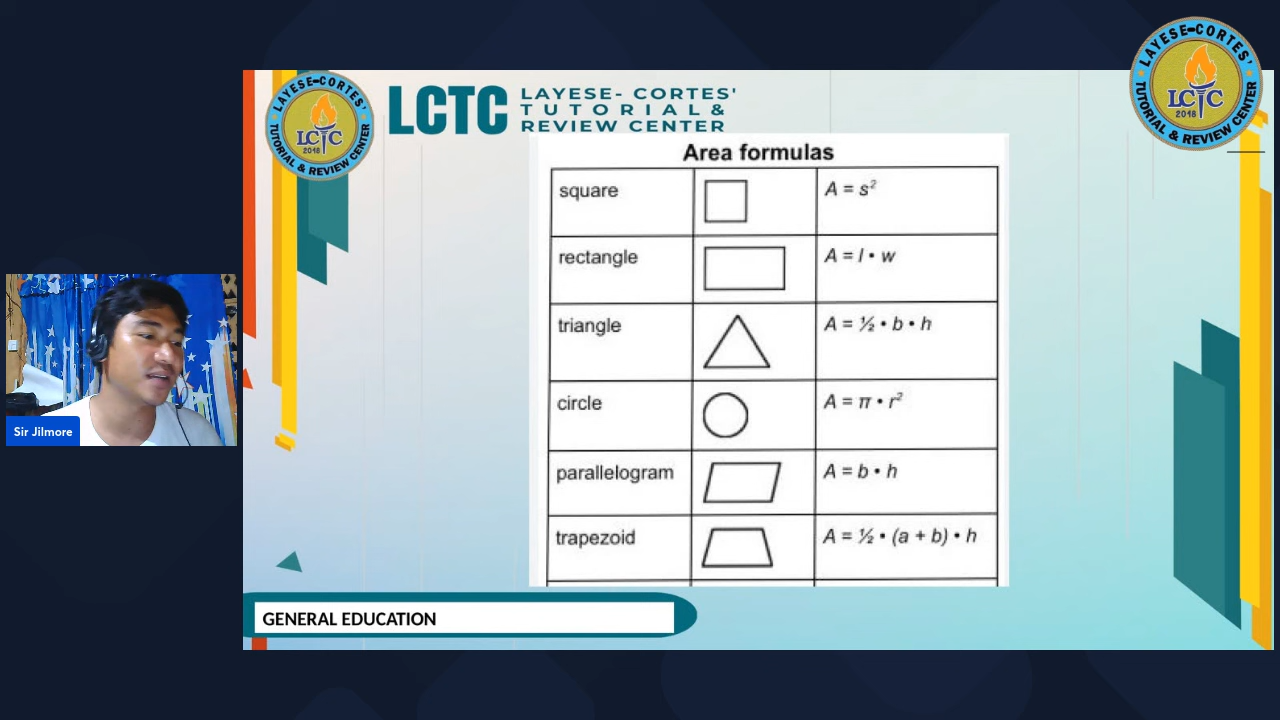 LAYESE-CORTES'
LCTC
2018
TUTORIAL & REVIEW CENTER
LCTC
LAYESE- CORTES'
TUTORIAL &
REVIEW CENTER
LAYESE-CORTES'
LCTC
2018
TUTORIAL & REVIEW CENTER
Area formulas
square A = s²
rectangle A = l • w
triangle A = ½ • b • h
circle A = π • r²
parallelogram A = b • h
trapezoid A = ½ • (a + b) • h
Sir Jilmore
GENERAL EDUCATION